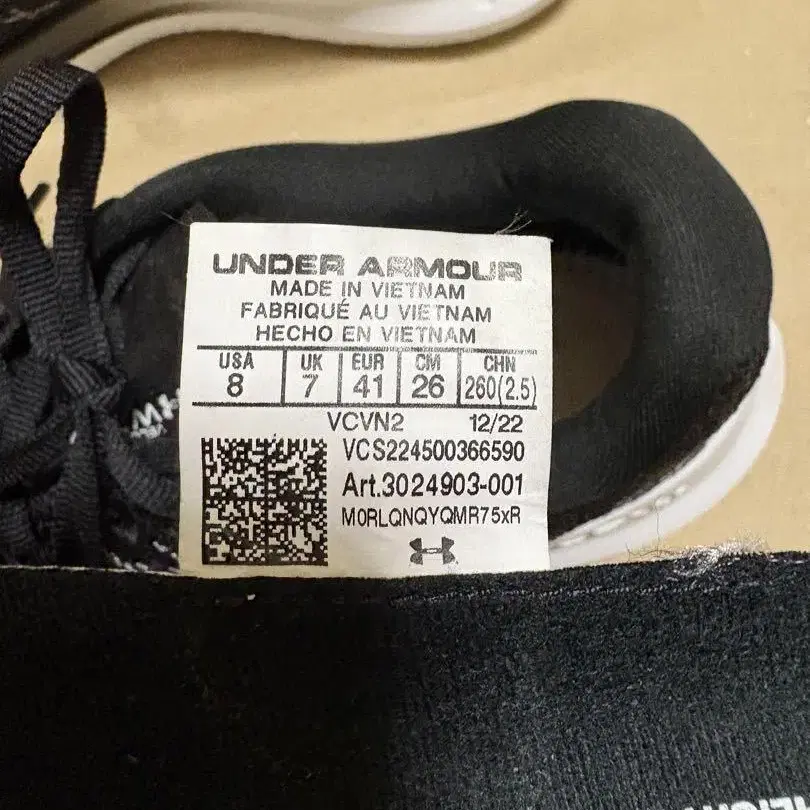 UNDER ARMOUR
MADE IN VIETNAM
FABRIQUÉ AU VIETNAM
HECHO EN VIETNAM
USA UK EUR CM CHN
8 7 41 26 260(2.5)
VCVN2 12/22
VCS224500366590
Art.3024903-001
M0RLQNQYQMR75xR